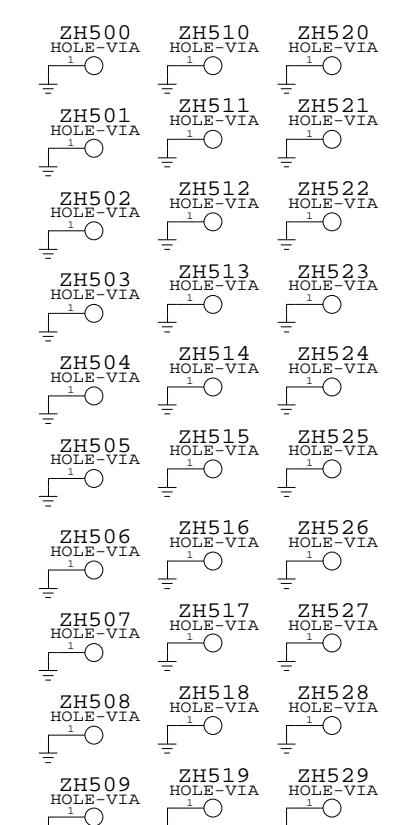 ZH500
HOLE-VIA
1
ZH510
HOLE-VIA
1
ZH520
HOLE-VIA
1
ZH501
HOLE-VIA
1
ZH511
HOLE-VIA
1
ZH521
HOLE-VIA
1
ZH502
HOLE-VIA
1
ZH512
HOLE-VIA
1
ZH522
HOLE-VIA
1
ZH503
HOLE-VIA
1
ZH513
HOLE-VIA
1
ZH523
HOLE-VIA
1
ZH504
HOLE-VIA
1
ZH514
HOLE-VIA
1
ZH524
HOLE-VIA
1
ZH505
HOLE-VIA
1
ZH515
HOLE-VIA
1
ZH525
HOLE-VIA
1
ZH506
HOLE-VIA
1
ZH516
HOLE-VIA
1
ZH526
HOLE-VIA
1
ZH507
HOLE-VIA
1
ZH517
HOLE-VIA
1
ZH527
HOLE-VIA
1
ZH508
HOLE-VIA
1
ZH518
HOLE-VIA
1
ZH528
HOLE-VIA
1
ZH509
HOLE-VIA
1
ZH519
HOLE-VIA
1
ZH529
HOLE-VIA
1